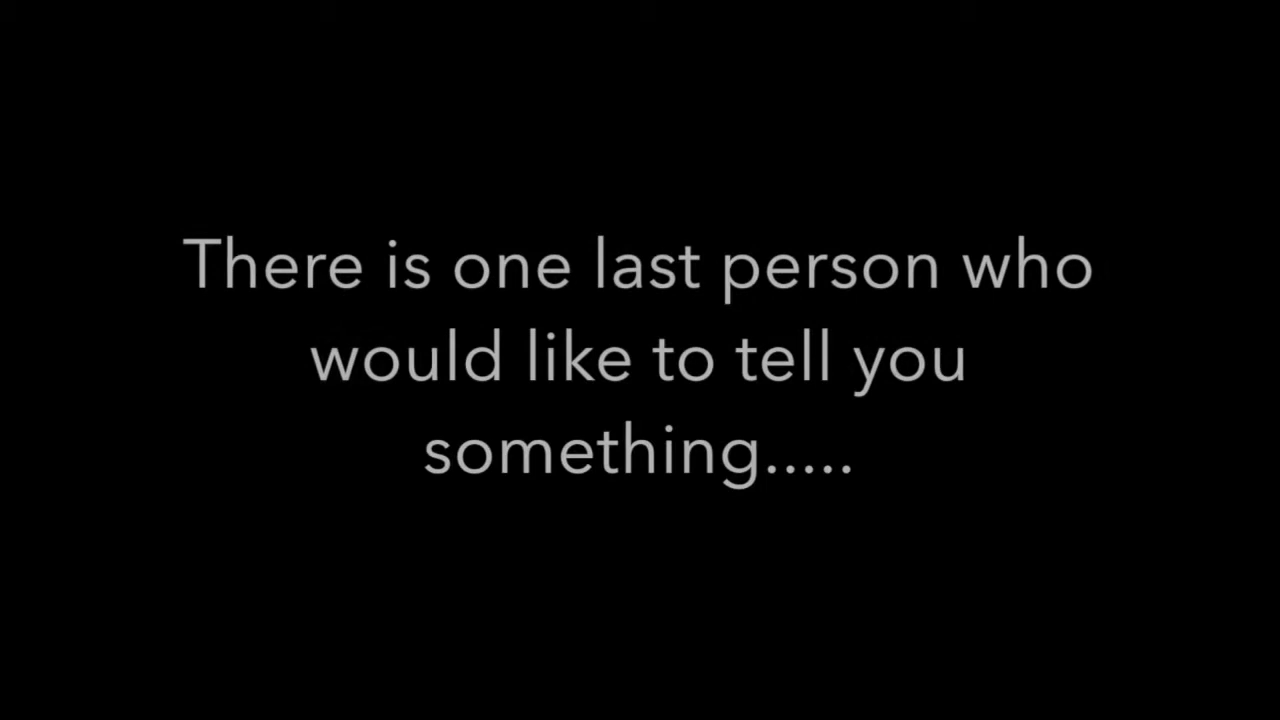 There is one last person who
would like to tell you
something.....